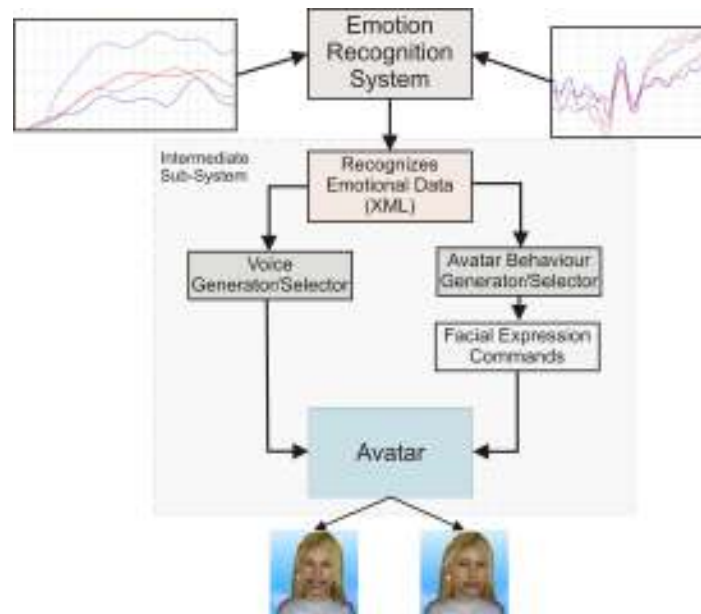 Emotion
Recognition
System
Intermediate
Sub-System
Recognizes
Emotional Data
(XML)
Voice
Generator/Selector
Avatar Behaviour
Generator/Selector
Facial Expression
Commands
Avatar